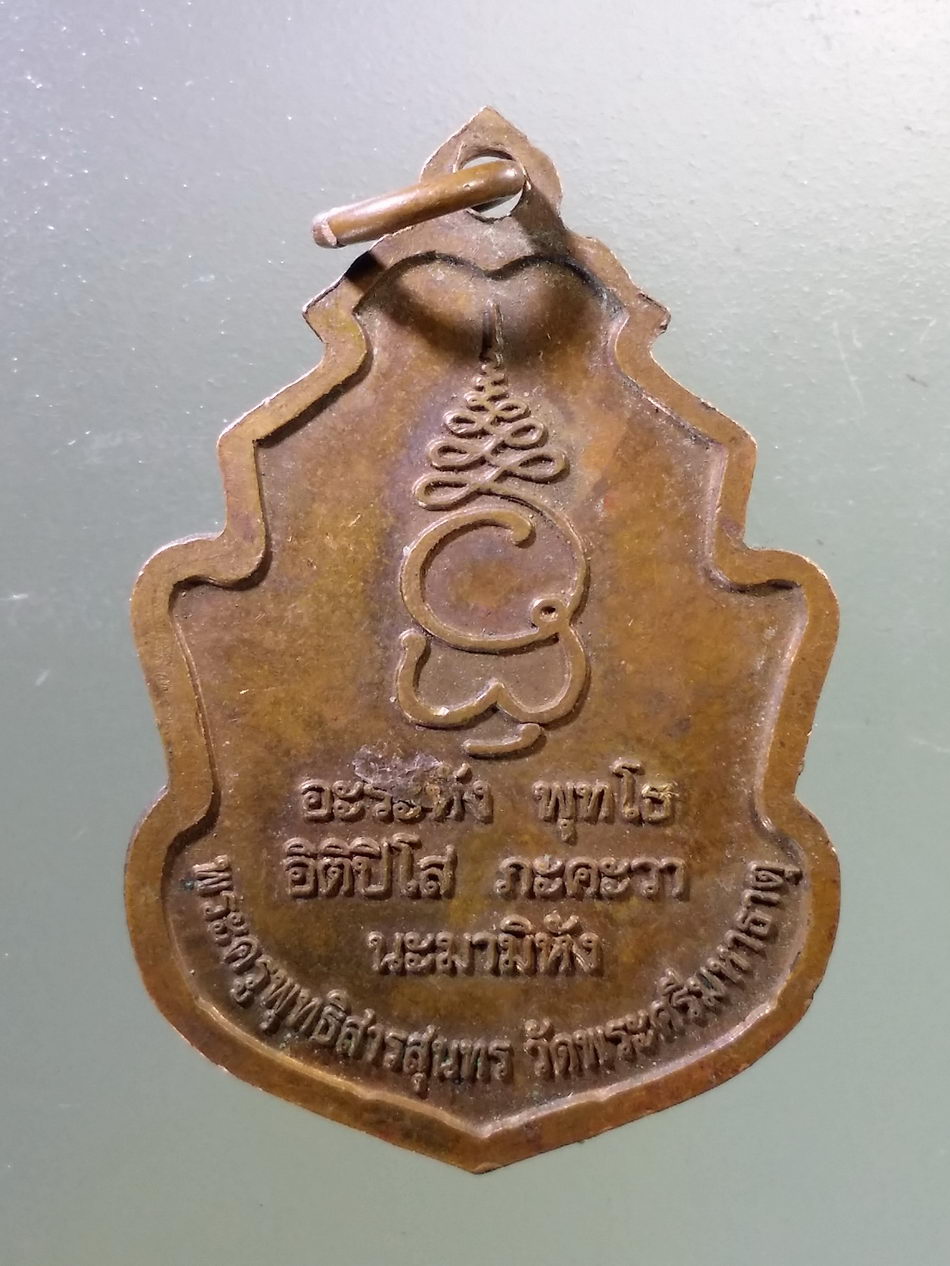 อะระหัง พุทโธ
อิติปิโส ภะคะวา
นะมามิหัง
พระครูพุทธิสารสุนทร วัดพระศรีมหาธาตุ